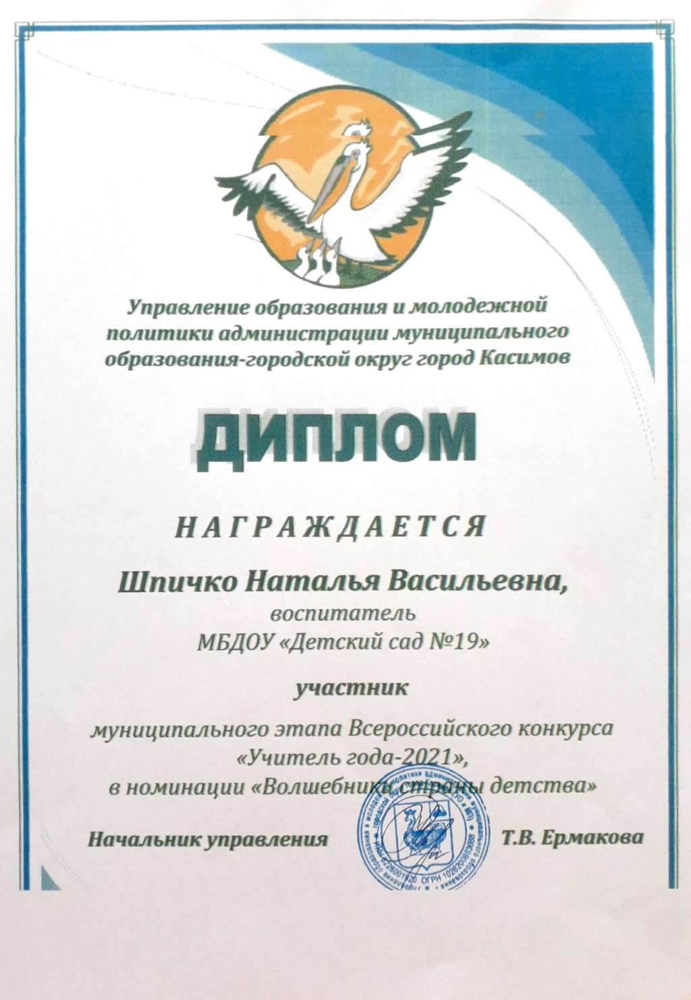 Управление образования и молодежной
политики администрации муниципального
образования-городской округ город Касимов
ДИПЛОМ
НАГРАЖДАЕТСЯ
Шпичко Наталья Васильевна,
воспитатель
МБДОУ «Детский сад №19»
участник
муниципального этапа Всероссийского конкурса
«Учитель года-2021»,
в номинации «Волшебники страны детства»
Начальник управления
Т.В. Ермакова